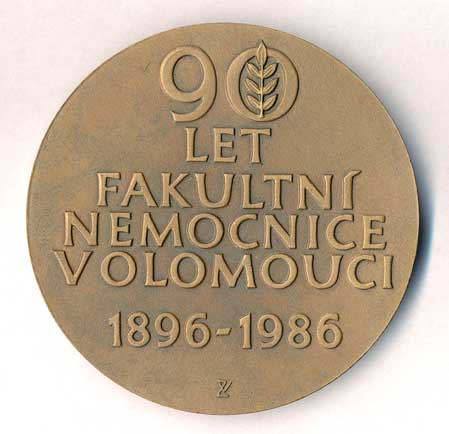 90
LET
FAKULTNÍ
NEMOCNICE
V OLOMOUCI
1896-1986